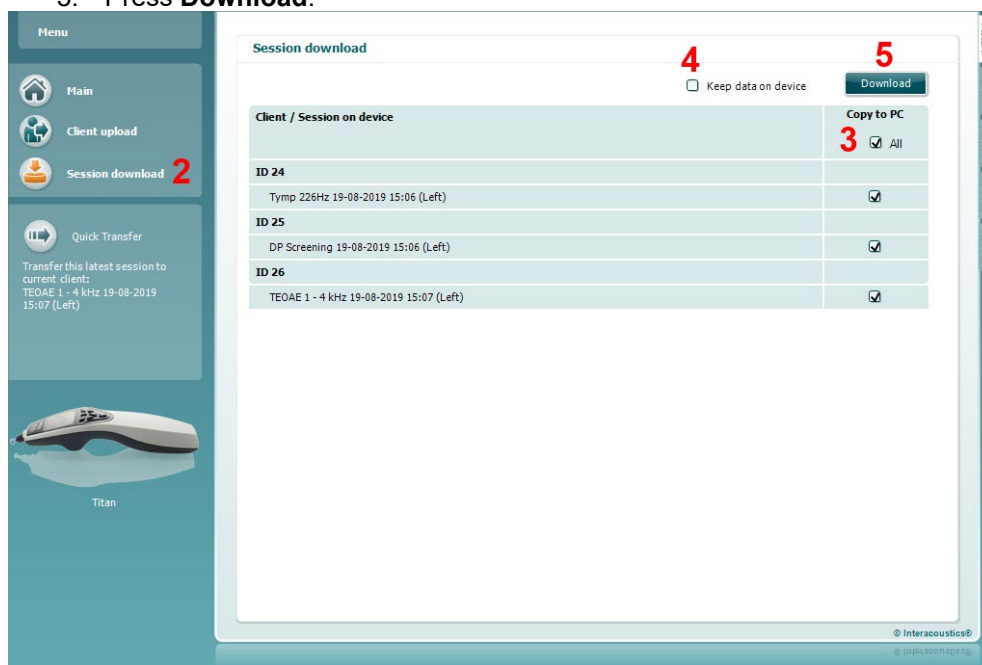 5. Press Download.
Menu
Main
Client upload
Session download 2
Quick Transfer
Transfer this latest session to
current client:
TEOAE 1 - 4 kHz 19-08-2019
15:07 (Left)
Titan
Session download
4
5
Keep data on device
Download
Client / Session on device
Copy to PC
3 All
ID 24
Tymp 226Hz 19-08-2019 15:06 (Left)
ID 25
DP Screening 19-08-2019 15:06 (Left)
ID 26
TEOAE 1 - 4 kHz 19-08-2019 15:07 (Left)
© Interacoustics®